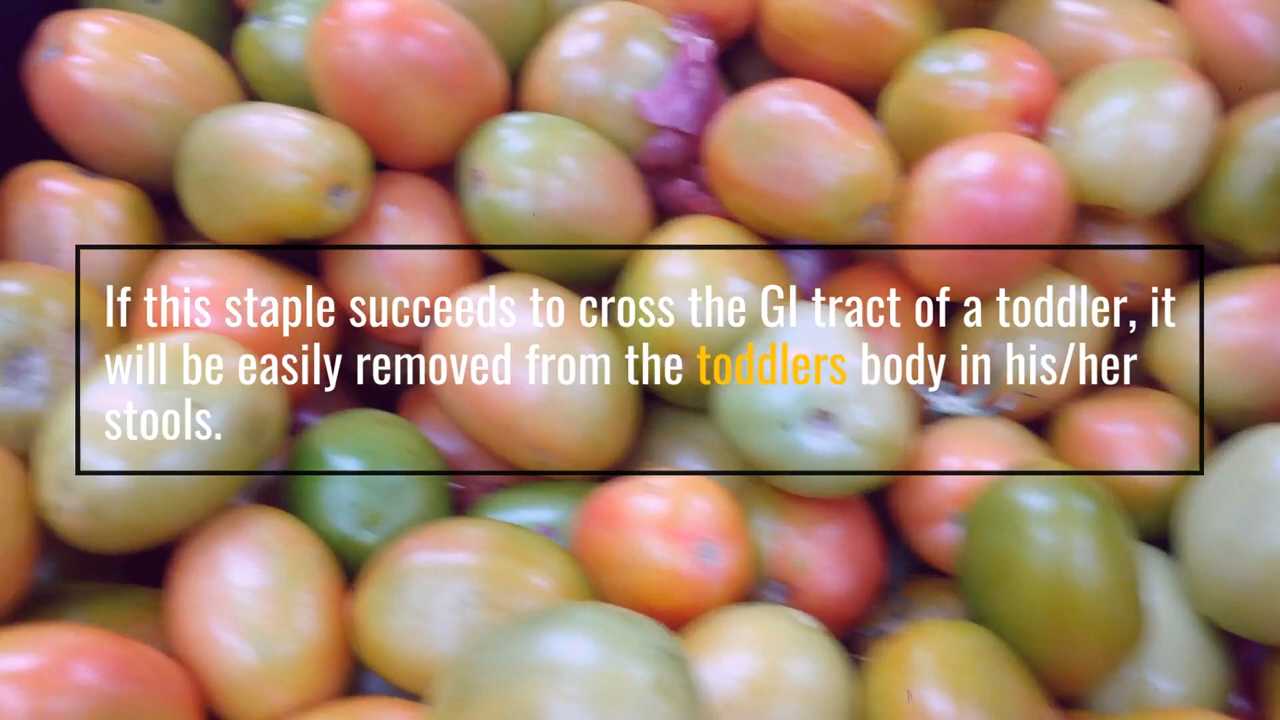 If this staple succeeds to cross the GI tract of a toddler, it
will be easily removed from the toddlers body in his/her
stools.